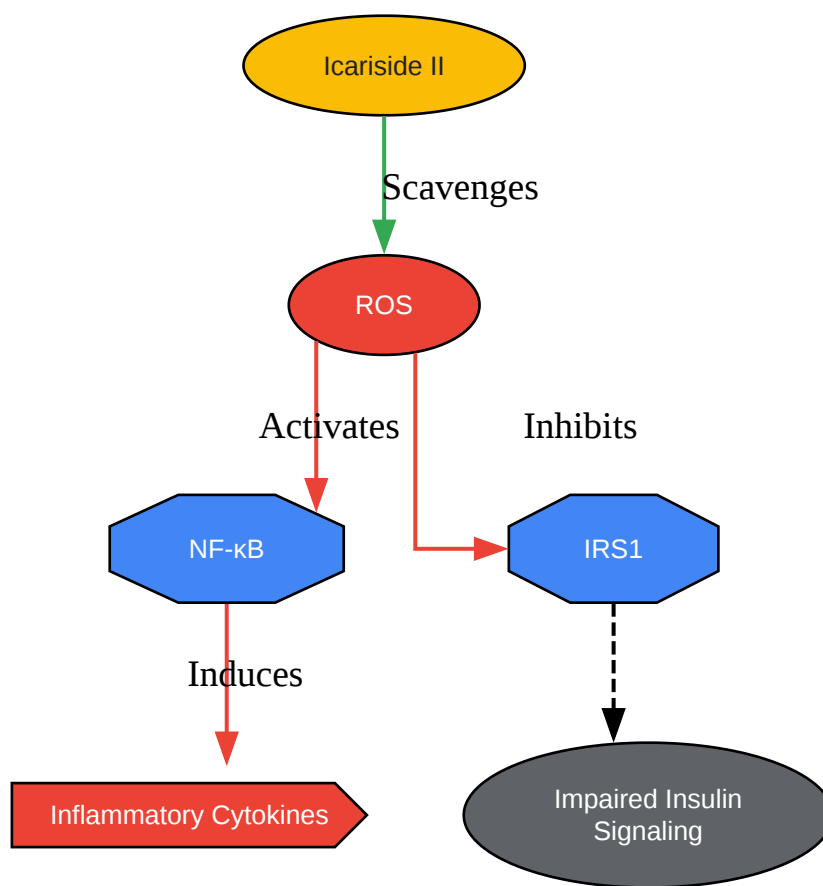 Icariside II
Scavenges
ROS
Activates
Inhibits
NF-κB
IRS1
Induces
Inflammatory Cytokines
Impaired Insulin
Signaling